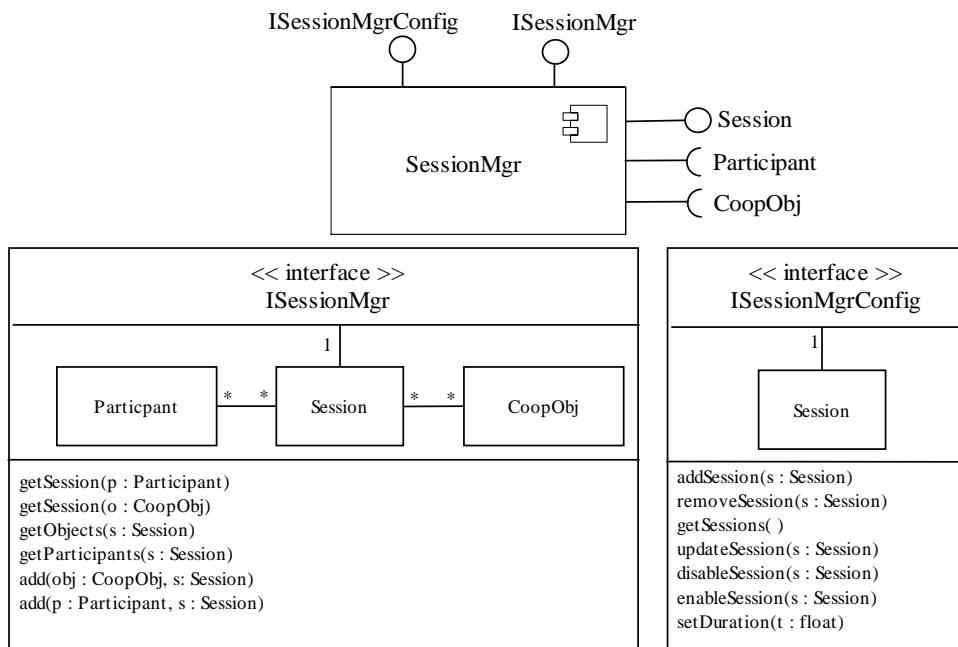 ISessionMgrConfig
ISessionMgr
Session
SessionMgr
Participant
CoopObj
<< interface >>
ISessionMgr
1
Particpant
*
*
Session
*
*
CoopObj
getSession(p : Participant)
getSession(o : CoopObj)
getObjects(s : Session)
getParticipants(s : Session)
add(obj : CoopObj, s: Session)
add(p : Participant, s : Session)
<< interface >>
ISessionMgrConfig
1
Session
addSession(s : Session)
removeSession(s : Session)
getSessions( )
updateSession(s : Session)
disableSession(s : Session)
enableSession(s : Session)
setDuration(t : float)